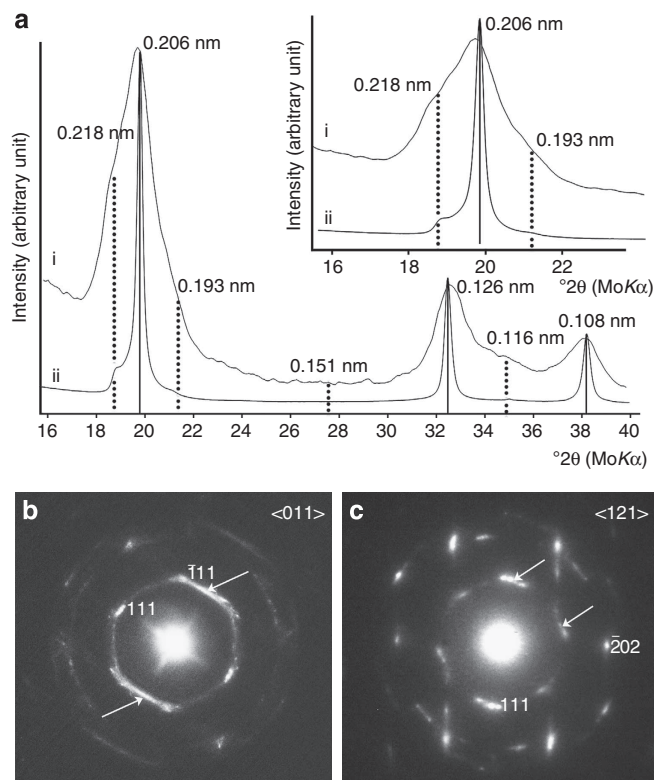 a
0.206 nm
0.218 nm
0.193 nm
0.151 nm
0.126 nm
0.116 nm
0.108 nm
i
ii
Intensity (arbitrary unit)
16 18 20 22 24 26 28 30 32 34 36 38 40
°2θ (MoKα)
0.206 nm
0.218 nm
0.193 nm
i
ii
Intensity (arbitrary unit)
16 18 20 22
°2θ (MoKα)
b
<011>
1̄11
111
c
<121>
2̄02
111